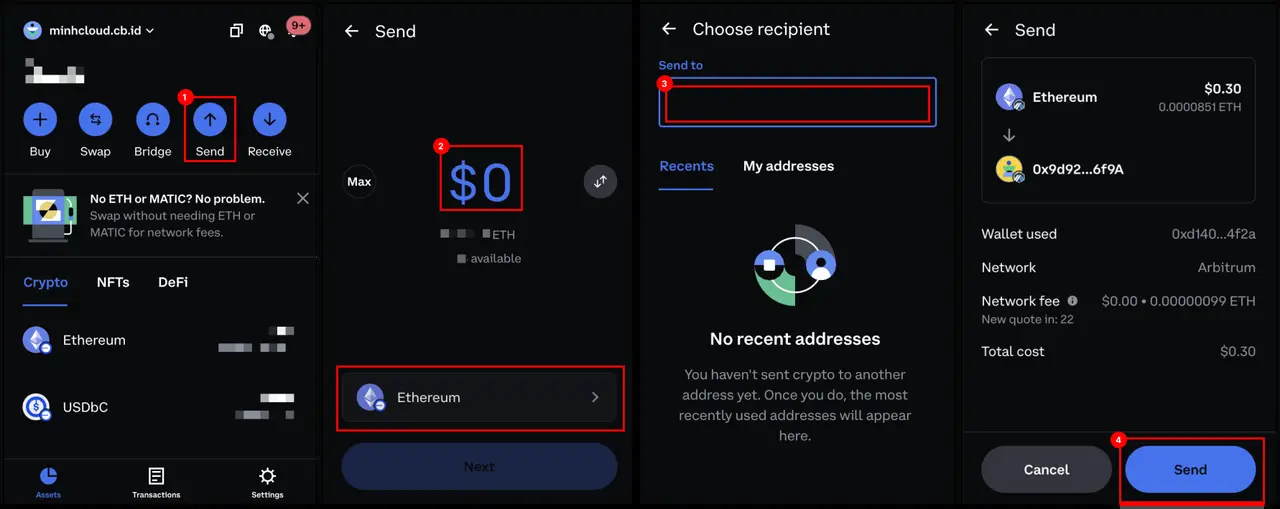 minhcloud.cb.id
9+
1
Buy
Swap
Bridge
Send
Receive
No ETH or MATIC? No problem.
Swap without needing ETH or
MATIC for network fees.
Crypto
NFTs
DeFi
Ethereum
USDbC
Assets
Transactions
Settings
Send
2
Max
$0
ETH
available
Ethereum
Next
Choose recipient
Send to
3
Recents
My addresses
No recent addresses
You haven't sent crypto to another
address yet. Once you do, the most
recently used addresses will appear
here.
Send
Ethereum
$0.30
0.0000851 ETH
0x9d92...6f9A
Wallet used
0xd140...4f2a
Network
Arbitrum
Network fee
$0.00 • 0.00000099 ETH
New quote in: 22
Total cost
$0.30
4
Cancel
Send